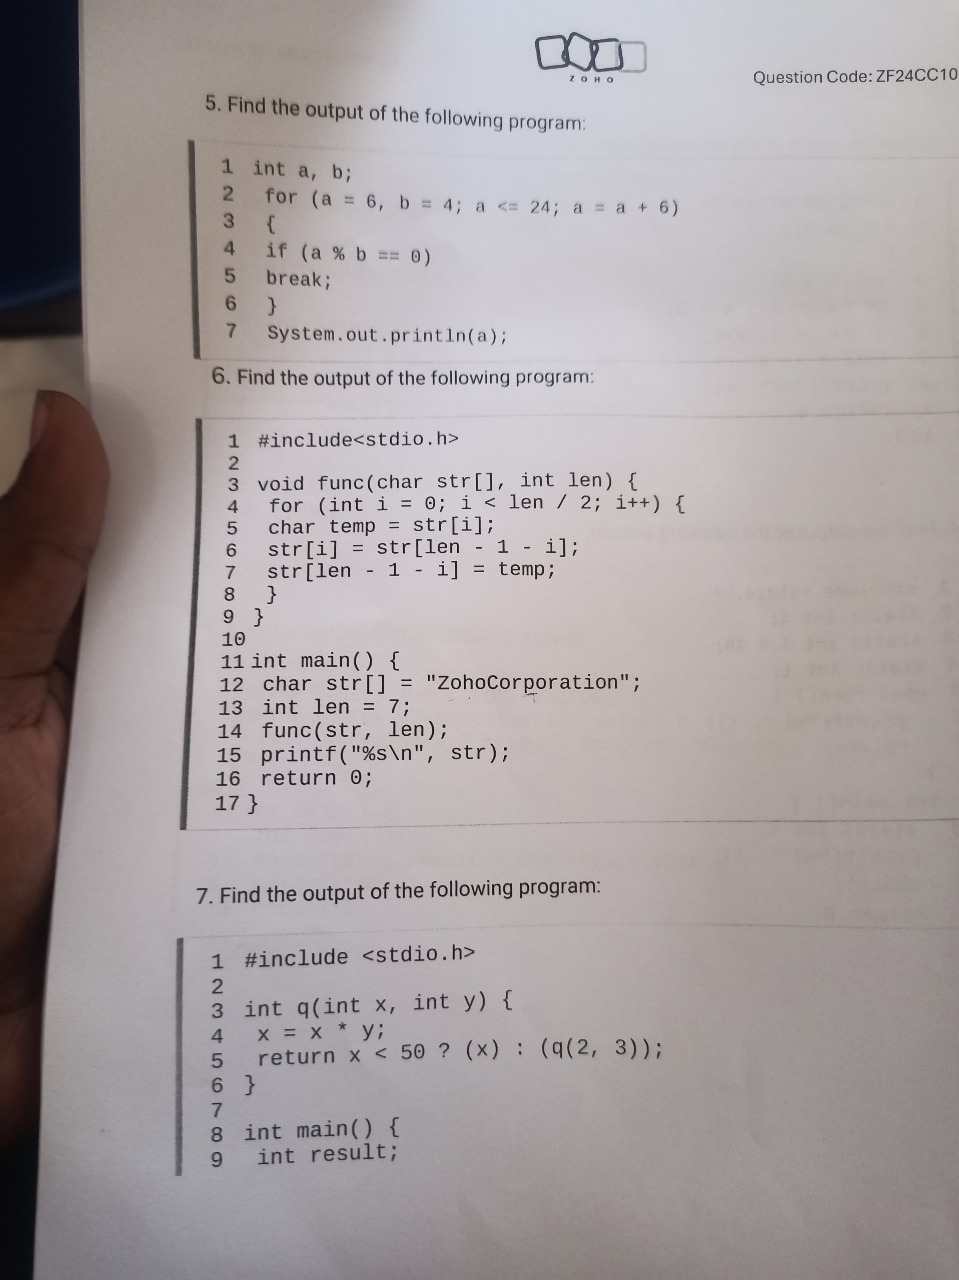 ZOHO
Question Code: ZF24CC10
5. Find the output of the following program:
1 int a, b;
2 for (a = 6, b = 4; a <= 24; a = a + 6)
3 {
4 if (a % b == 0)
5 break;
6 }
7 System.out.println(a);
6. Find the output of the following program:
1 #include<stdio.h>
2
3 void func(char str[], int len) {
4 for (int i = 0; i < len / 2; i++) {
5 char temp = str[i];
6 str[i] = str[len - 1 - i];
7 str[len - 1 - i] = temp;
8 }
9 }
10
11 int main() {
12 char str[] = "ZohoCorporation";
13 int len = 7;
14 func(str, len);
15 printf("%s\n", str);
16 return 0;
17 }
7. Find the output of the following program:
1 #include <stdio.h>
2
3 int q(int x, int y) {
4 x = x * y;
5 return x < 50 ? (x) : (q(2, 3));
6 }
7
8 int main() {
9 int result;